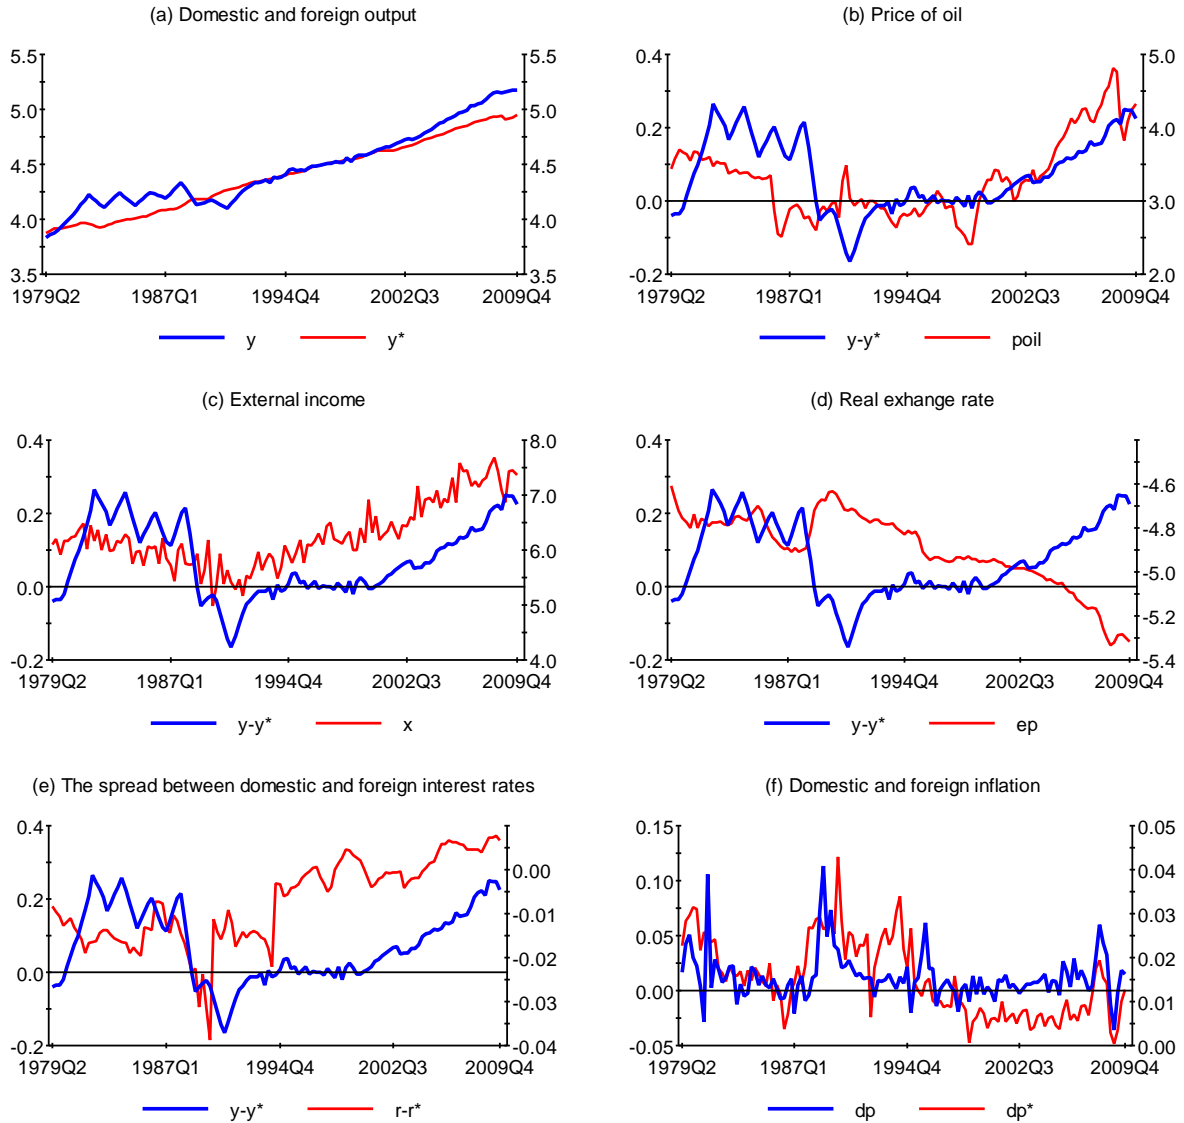 (a) Domestic and foreign output
(b) Price of oil
5.5 5.5 0.4 5.0
5.0 5.0 0.2 4.0
4.5 4.5
4.0 4.0 0.0 3.0
3.5 3.5 -0.2 2.0
1979Q2 1987Q1 1994Q4 2002Q3 2009Q4
1979Q2 1987Q1 1994Q4 2002Q3 2009Q4
y y*
y-y* poil
(c) External income
(d) Real exhange rate
0.4 8.0 0.4
0.2 7.0 0.2 -4.6
6.0 -4.8
0.0 5.0 0.0 -5.0
-5.2
-0.2 4.0 -0.2 -5.4
1979Q2 1987Q1 1994Q4 2002Q3 2009Q4
1979Q2 1987Q1 1994Q4 2002Q3 2009Q4
y-y* x
y-y* ep
(e) The spread between domestic and foreign interest rates
(f) Domestic and foreign inflation
0.4 0.15 0.05
0.00 0.10 0.04
0.2 -0.01 0.05 0.03
0.0 -0.02 0.00 0.02
-0.03 0.01
-0.2 -0.04 -0.05 0.00
1979Q2 1987Q1 1994Q4 2002Q3 2009Q4
1979Q2 1987Q1 1994Q4 2002Q3 2009Q4
y-y* r-r*
dp dp*